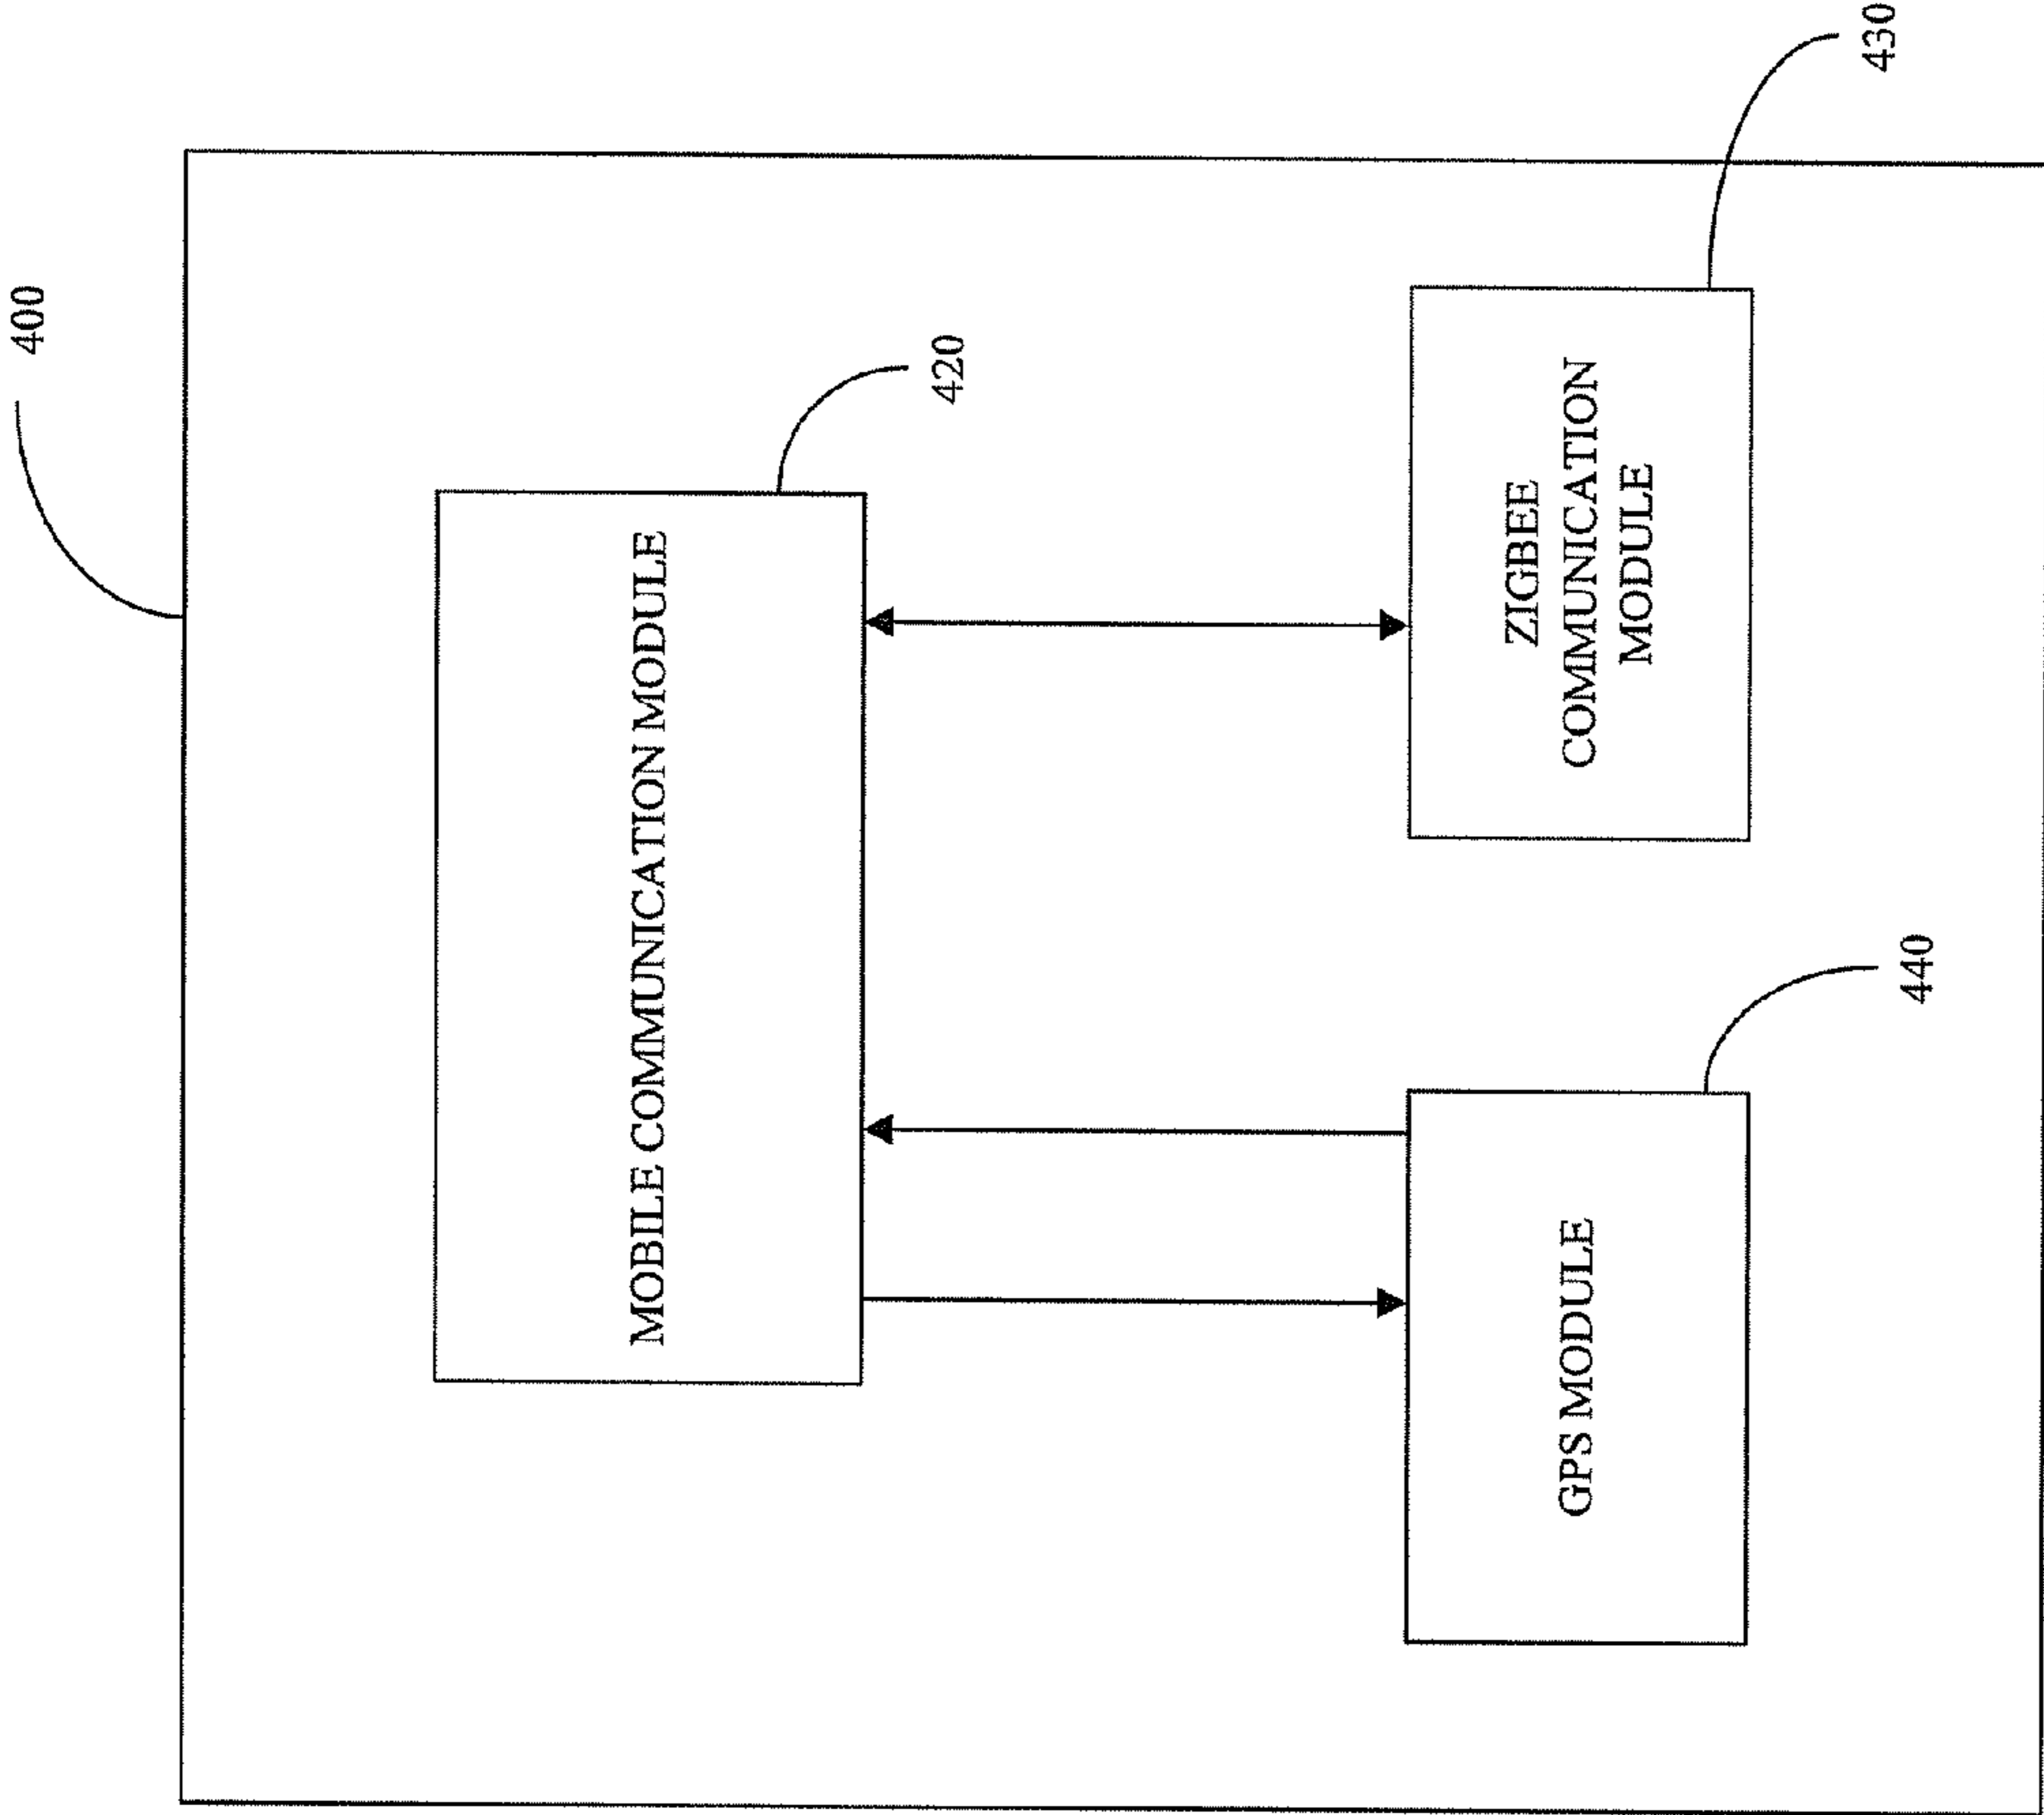 400
MOBILE COMMUNICATION MODULE
420
GPS MODULE
440
ZIGBEE
COMMUNICATION
MODULE
430